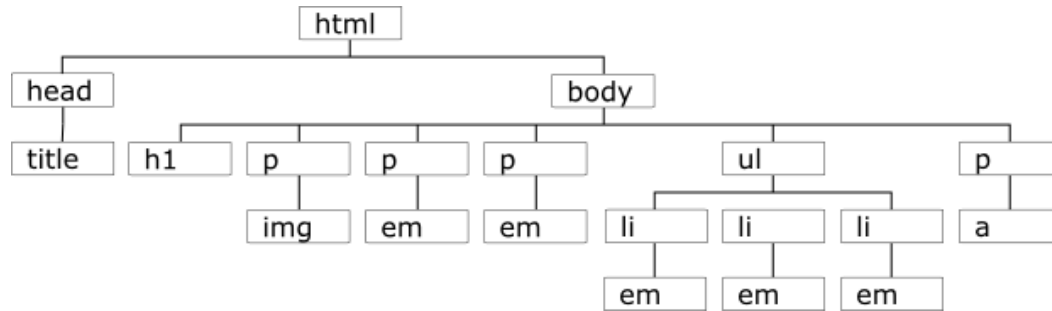 html
head body
title h1 p p p ul p
img em em li li li a
em em em